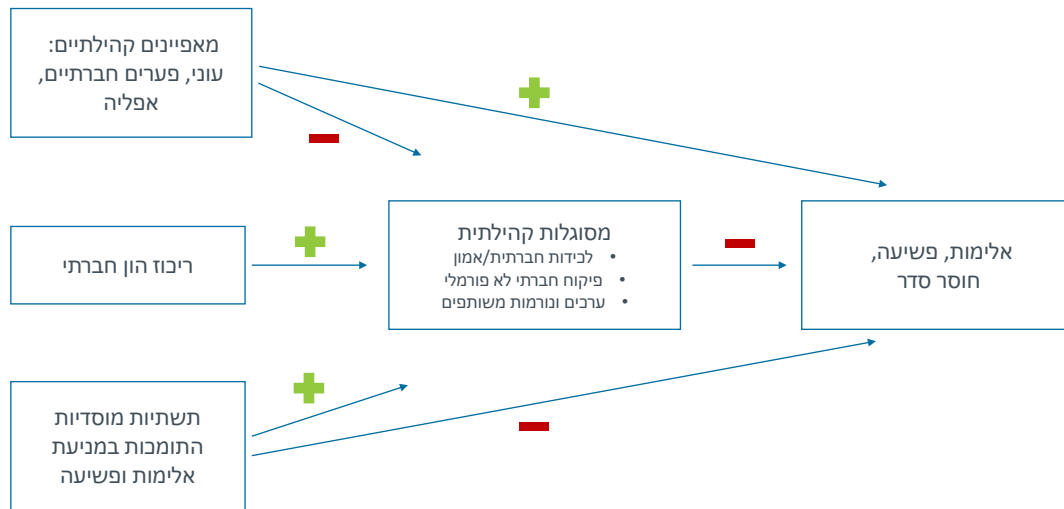 מאפיינים קהילתיים:
עוני, פערים חברתיים,
אפליה
ריכוז הון חברתי
תשתיות מוסדיות
התומכות במניעת
אלימות ופשיעה
מסוגלות קהילתית
• לכידות חברתית/אמון
• פיקוח חברתי לא פורמלי
• ערכים ונורמות משותפים
אלימות, פשיעה,
חוסר סדר